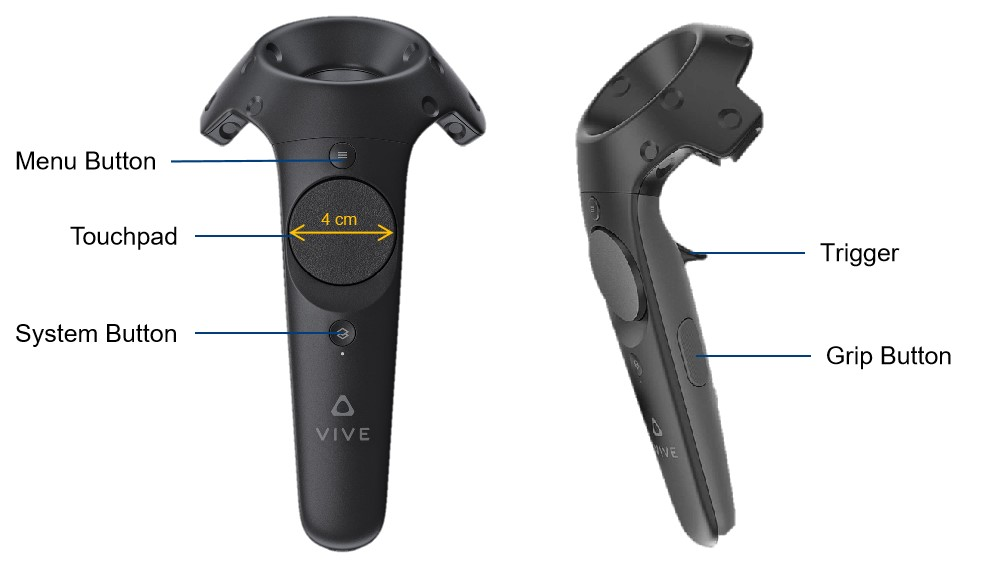 Menu Button
4 cm
Touchpad
Trigger
System Button
Grip Button
VIVE
VIVE